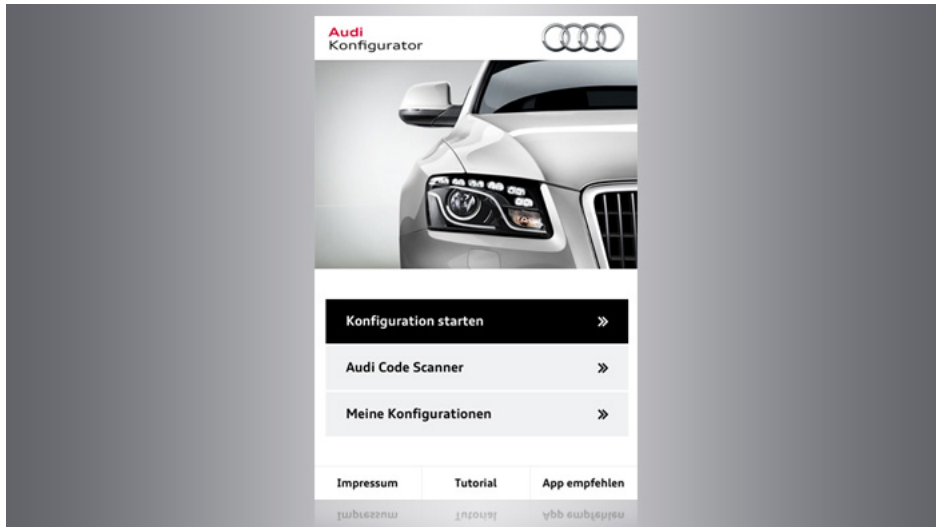 Audi
Konfigurator
Konfiguration starten
Audi Code Scanner
Meine Konfigurationen
Impressum Tutorial App empfehlen